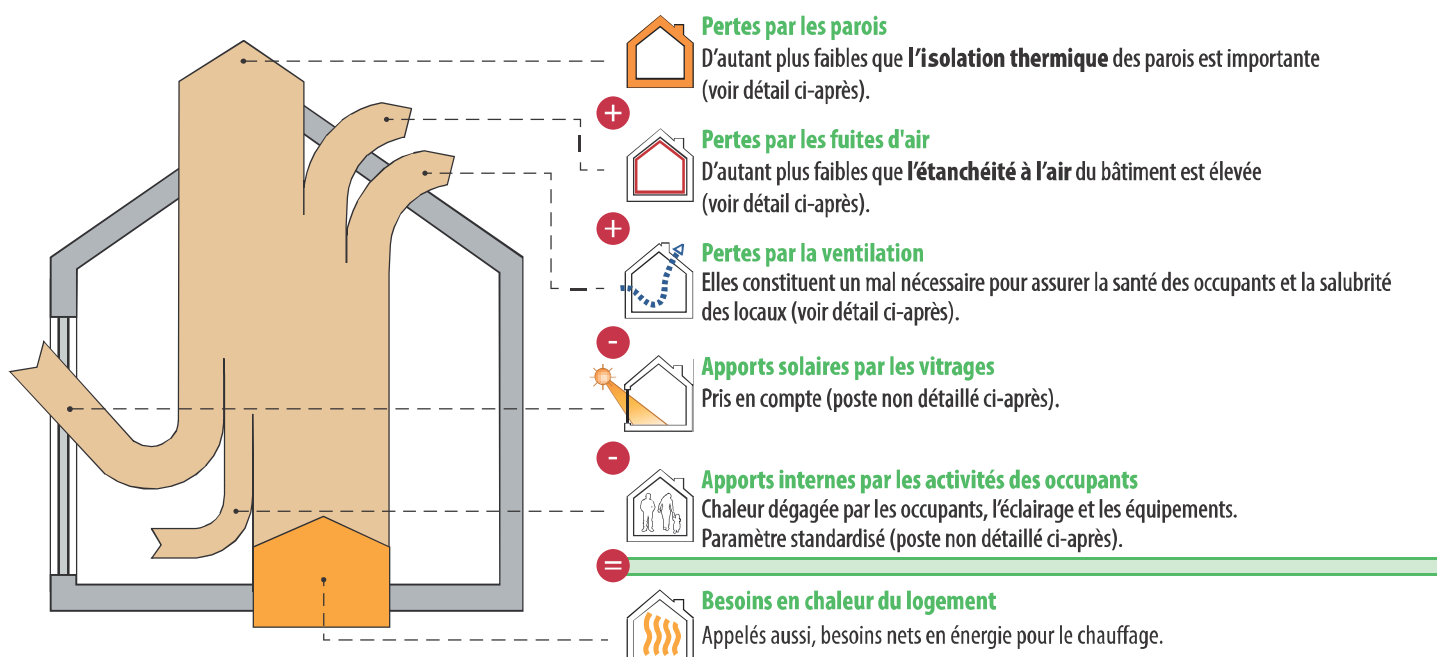 Pertes par les parois
D'autant plus faibles que l'isolation thermique des parois est importante
(voir détail ci-après).
+
Pertes par les fuites d'air
D'autant plus faibles que l'étanchéité à l'air du bâtiment est élevée
(voir détail ci-après).
+
Pertes par la ventilation
Elles constituent un mal nécessaire pour assurer la santé des occupants et la salubrité
des locaux (voir détail ci-après).
-
Apports solaires par les vitrages
Pris en compte (poste non détaillé ci-après).
-
Apports internes par les activités des occupants
Chaleur dégagée par les occupants, l'éclairage et les équipements.
Paramètre standardisé (poste non détaillé ci-après).
=
Besoins en chaleur du logement
Appelés aussi, besoins nets en énergie pour le chauffage.